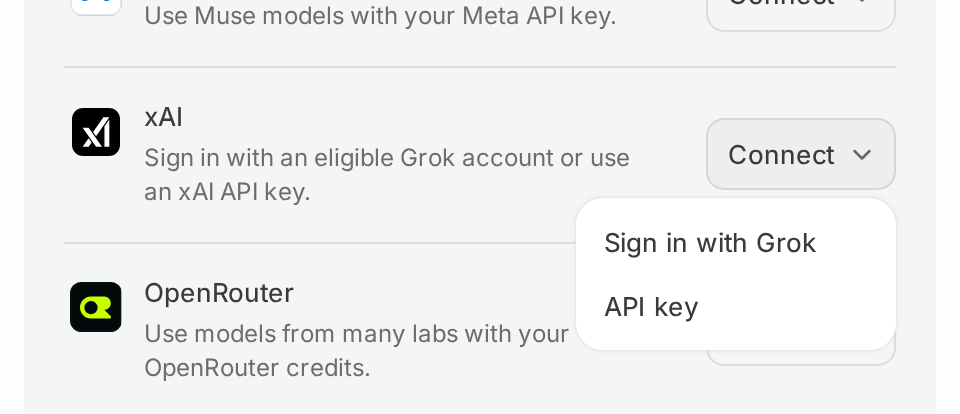 Use Muse models with your Meta API key.
Connect
xAI
Sign in with an eligible Grok account or use
an xAI API key.
Connect
Sign in with Grok
API key
OpenRouter
Use models from many labs with your
OpenRouter credits.